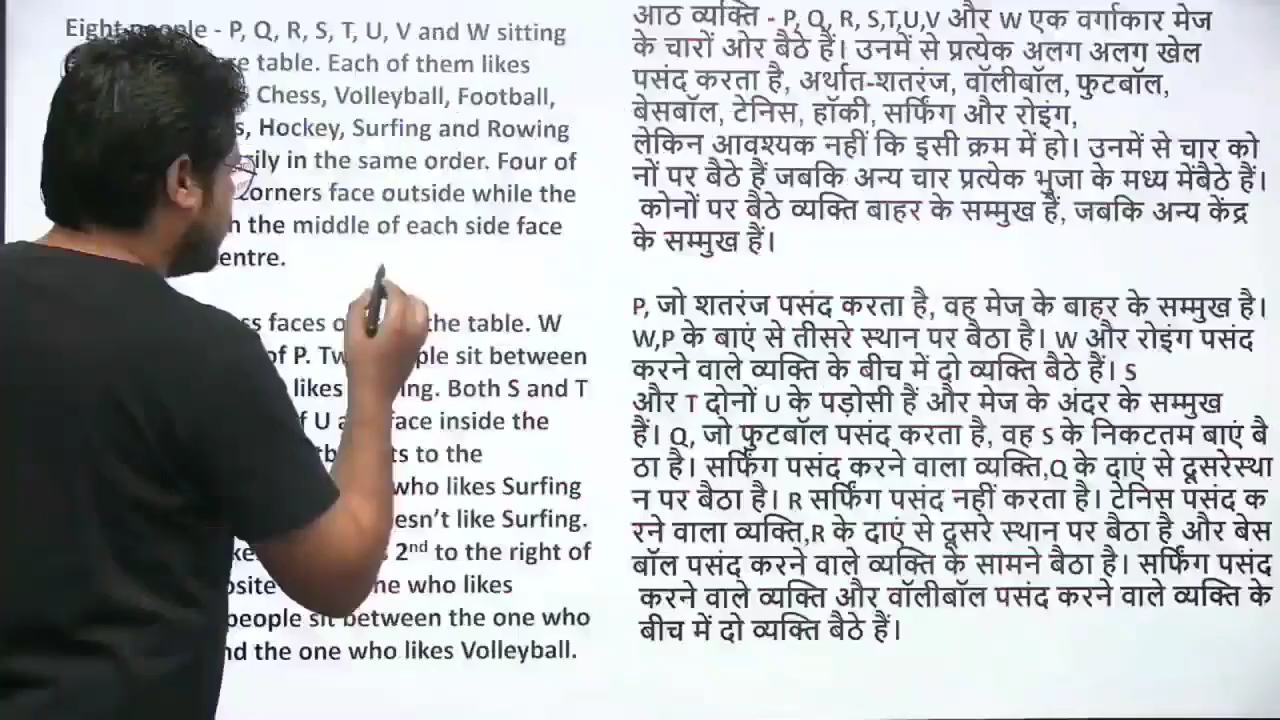 Eight people - P, Q, R, S, T, U, V and W sitting
table. Each of them likes
Chess, Volleyball, Football,
Hockey, Surfing and Rowing
in the same order. Four of
corners face outside while the
the middle of each side face
faces the table. W
of P. sit between
likes Both S and T
f U face inside the
to the
who likes Surfing
like Surfing.
2nd to the right of
who likes
people sit between the one who
the one who likes Volleyball.
आठ व्यक्ति - P, Q, R, S,T,U,V और W एक वर्गाकार मेज
के चारों ओर बैठे हैं। उनमें से प्रत्येक अलग अलग खेल
पसंद करता है, अर्थात-शतरंज, वॉलीबॉल, फुटबॉल,
बेसबॉल, टेनिस, हॉकी, सर्फिंग और रोइंग,
लेकिन आवश्यक नहीं कि इसी क्रम में हो। उनमें से चार को
नों पर बैठे हैं जबकि अन्य चार प्रत्येक भुजा के मध्य मेंबैठे हैं।
कोनों पर बैठे व्यक्ति बाहर के सम्मुख हैं, जबकि अन्य केंद्र
के सम्मुख हैं।
P, जो शतरंज पसंद करता है, वह मेज के बाहर के सम्मुख है।
W,P के बाएं से तीसरे स्थान पर बैठा है। W और रोइंग पसंद
करने वाले व्यक्ति के बीच में दो व्यक्ति बैठे हैं। S
और T दोनों U के पड़ोसी हैं और मेज के अंदर के सम्मुख
हैं। Q, जो फुटबॉल पसंद करता है, वह S के निकटतम बाएं बै
ठा है। सर्फिंग पसंद करने वाला व्यक्ति,Q के दाएं से दूसरेस्था
न पर बैठा है। R सर्फिंग पसंद नहीं करता है। टेनिस पसंद क
रने वाला व्यक्ति,R के दाएं से दूसरे स्थान पर बैठा है और बेस
बॉल पसंद करने वाले व्यक्ति के सामने बैठा है। सर्फिंग पसंद
करने वाले व्यक्ति और वॉलीबॉल पसंद करने वाले व्यक्ति के
बीच में दो व्यक्ति बैठे हैं।